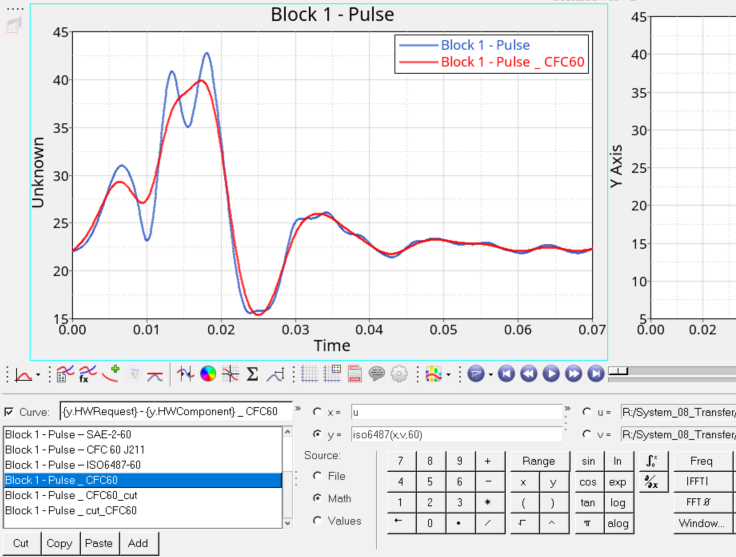 Block 1 - Pulse
Block 1 - Pulse
Block 1 - Pulse _ CFC60
45
40
35
30
25
20
15
Unknown
0.00 0.01 0.02 0.03 0.04 0.05 0.06 0.07
Time
45
40
35
30
25
20
15
10
5
Y Axis
0.00 0.02
Curve: {y.HWRequest} - {y.HWComponent} _ CFC60 » x = u » u = R:/System_08_Transfer/
y = iso6487(x,v,60) v = R:/System_08_Transfer/
Block 1 - Pulse – SAE-2-60
Block 1 - Pulse – CFC 60 J211
Block 1 - Pulse – ISO6487-60
Block 1 - Pulse _ CFC60
Block 1 - Pulse _ CFC60_cut
Block 1 - Pulse _ cut_CFC60
Source:
File
Math
Values
7 8 9 + Range sin ln Freq
4 5 6 – x y cos exp ∂/∂x |FFT|
1 2 3 * ( ) tan log FFT Ø
← 0 • / √ ^ π alog Window...
Cut Copy Paste Add